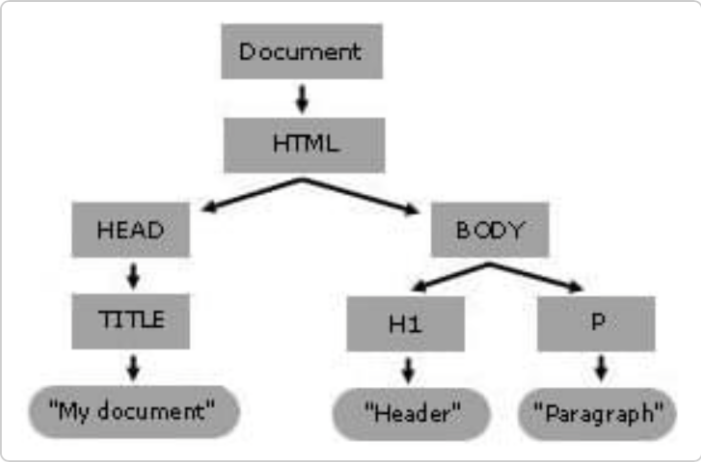 Document
HTML
HEAD
BODY
TITLE
H1
P
"My document"
"Header"
"Paragraph"